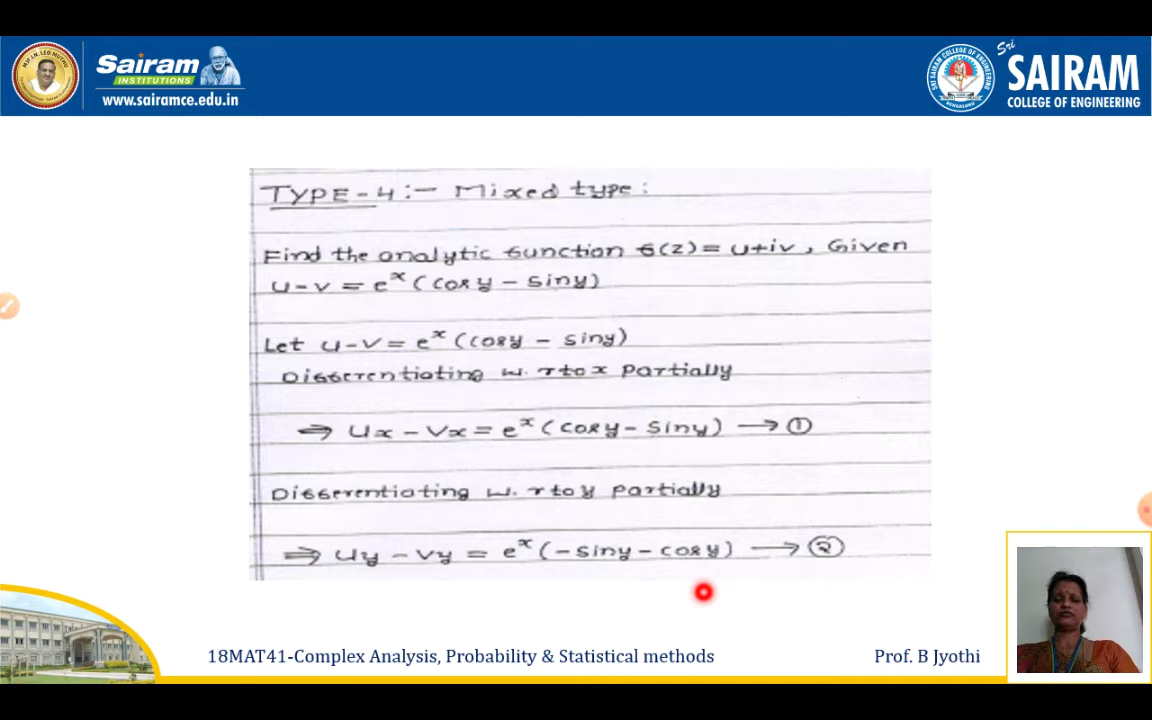 Sairam
INSTITUTIONS
www.sairamce.edu.in
Sri
SAIRAM
COLLEGE OF ENGINEERING
TYPE-4:- Mixed type:
Find the analytic function f(z) = u+iv, Given
u-v = e^x (cosy - siny)
Let u-v = e^x (cosy - siny)
Differentiating w.r to x Partially
⇒ ux - vx = e^x (cosy - siny) → ①
Differentiating w.r to y Partially
⇒ uy - vy = e^x (-siny - cosy) → ②
18MAT41-Complex Analysis, Probability & Statistical methods
Prof. B Jyothi